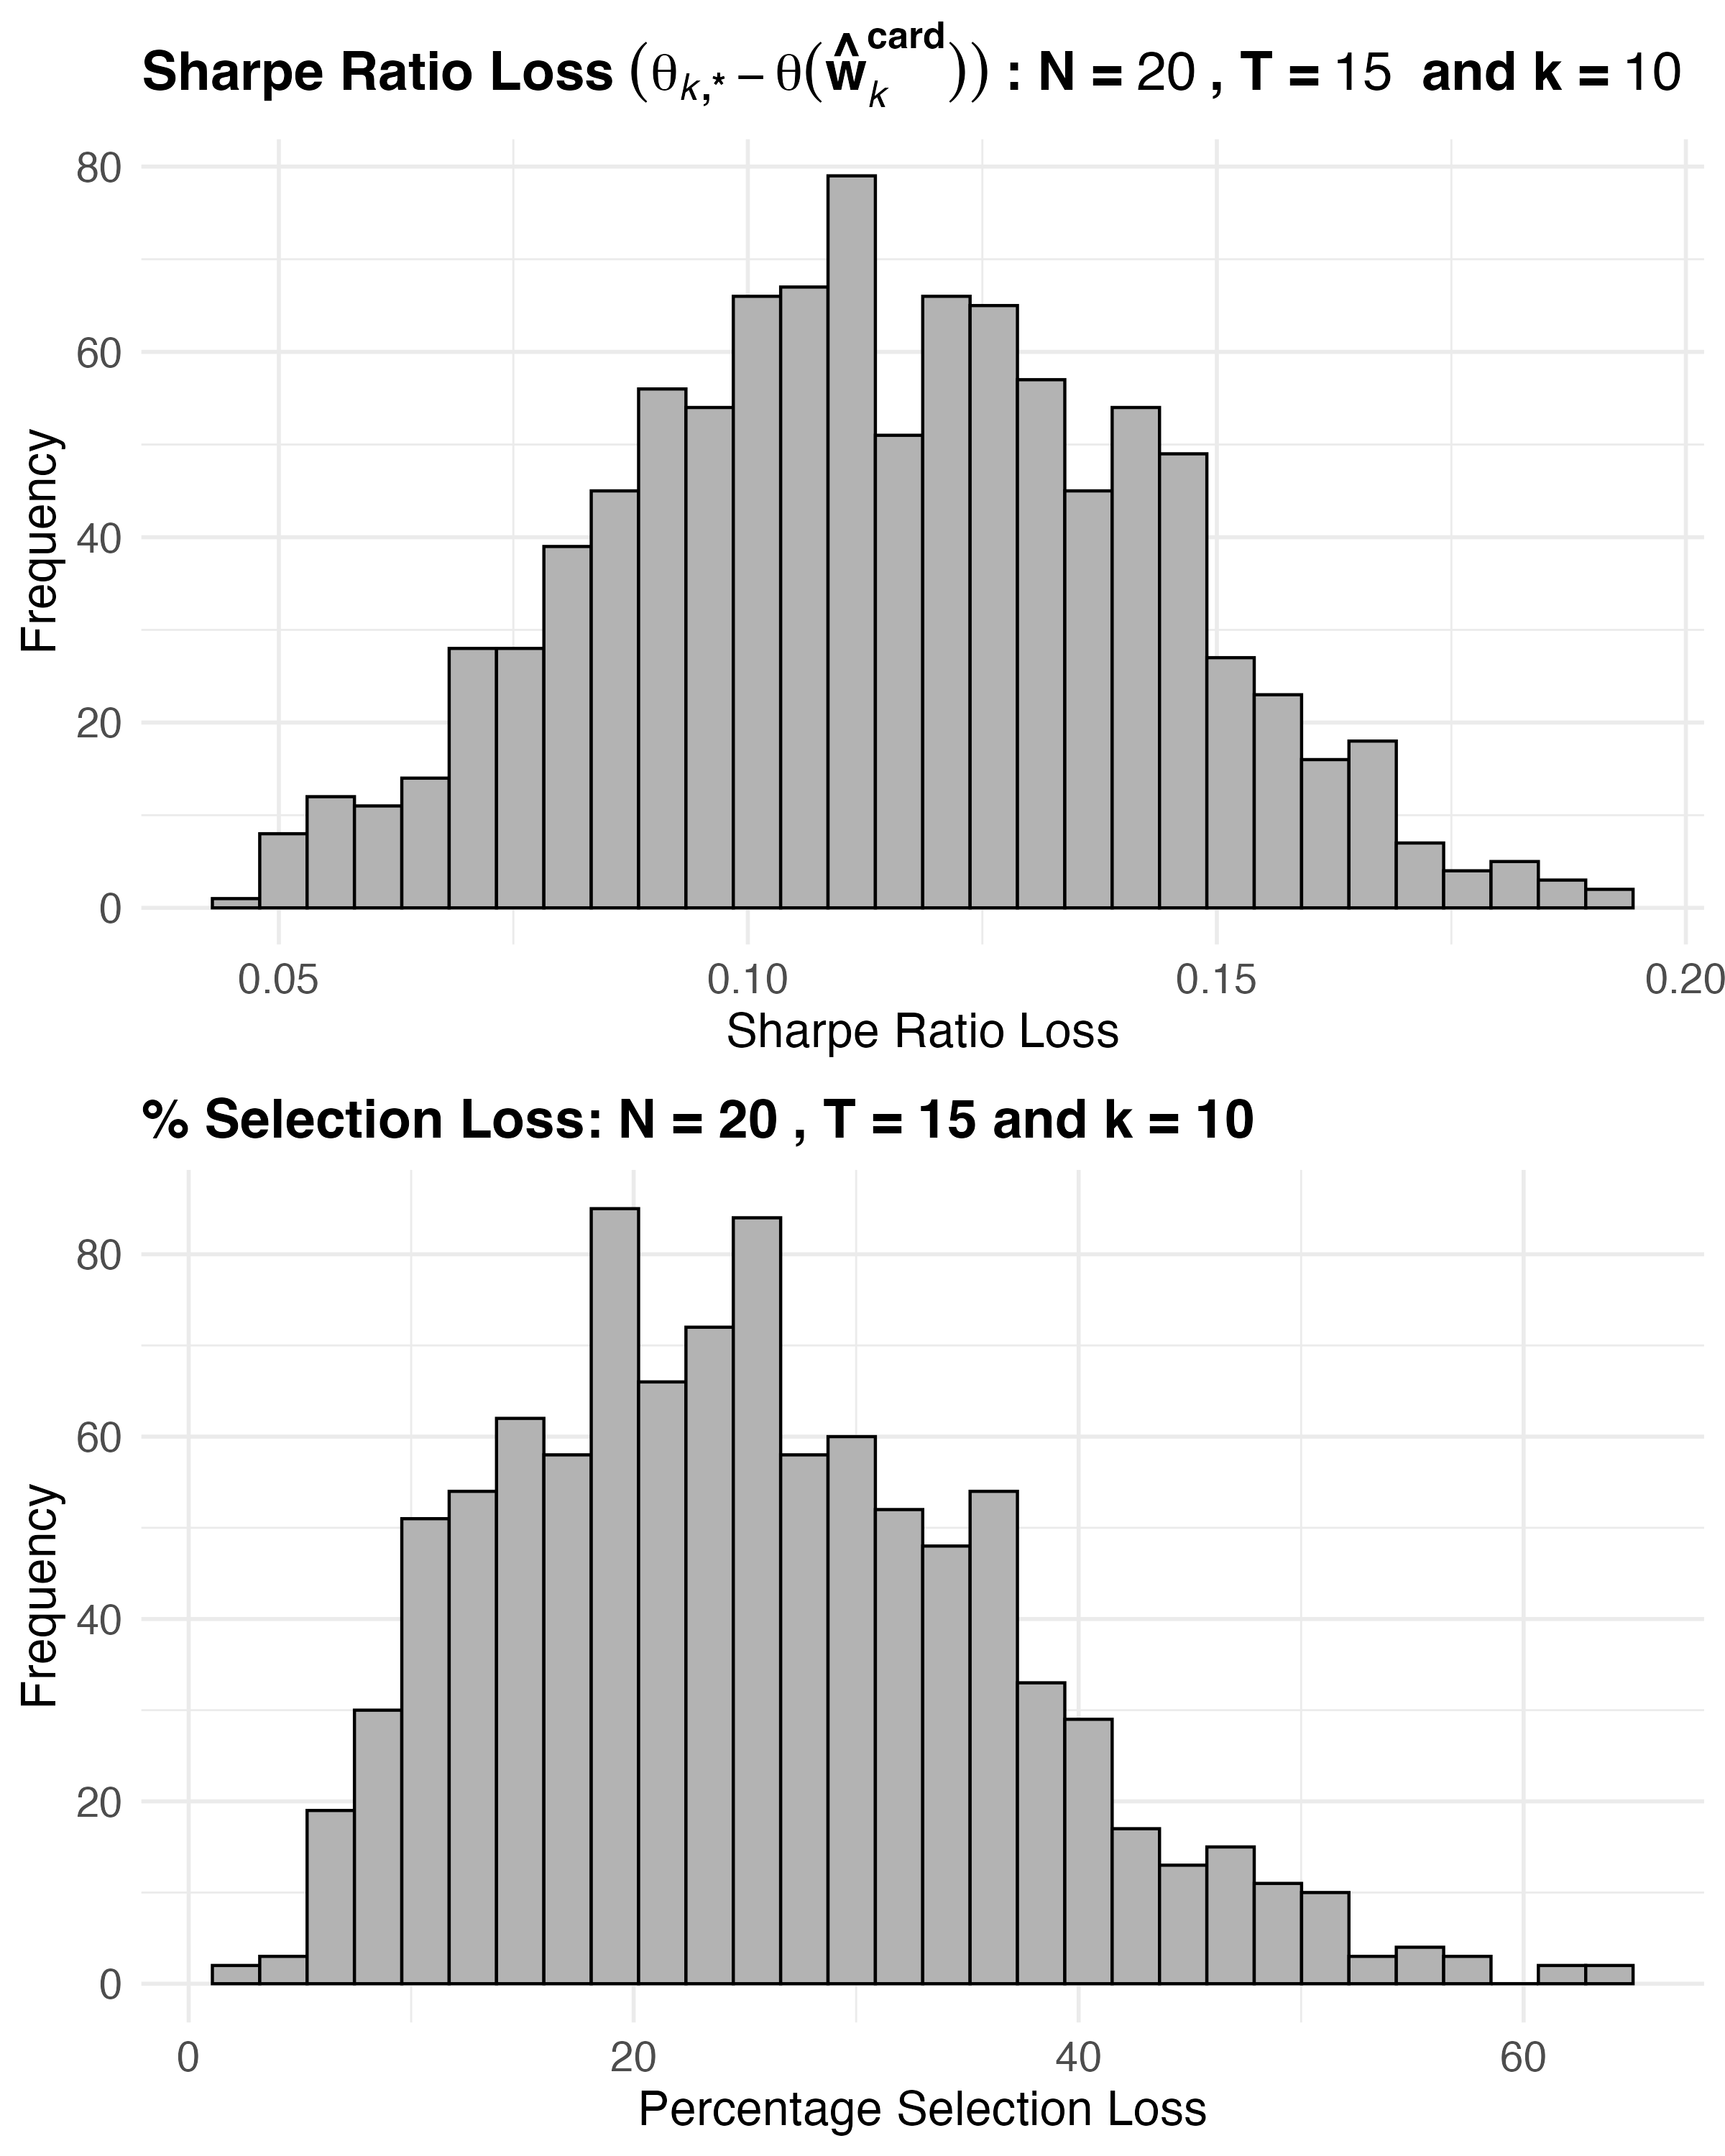 Sharpe Ratio Loss (θk,* − θ(ŵk^card)) : N = 20 , T = 15 and k = 10
80
60
40
20
0
Frequency
0.05 0.10 0.15 0.20
Sharpe Ratio Loss
% Selection Loss: N = 20 , T = 15 and k = 10
80
60
40
20
0
Frequency
0 20 40 60
Percentage Selection Loss